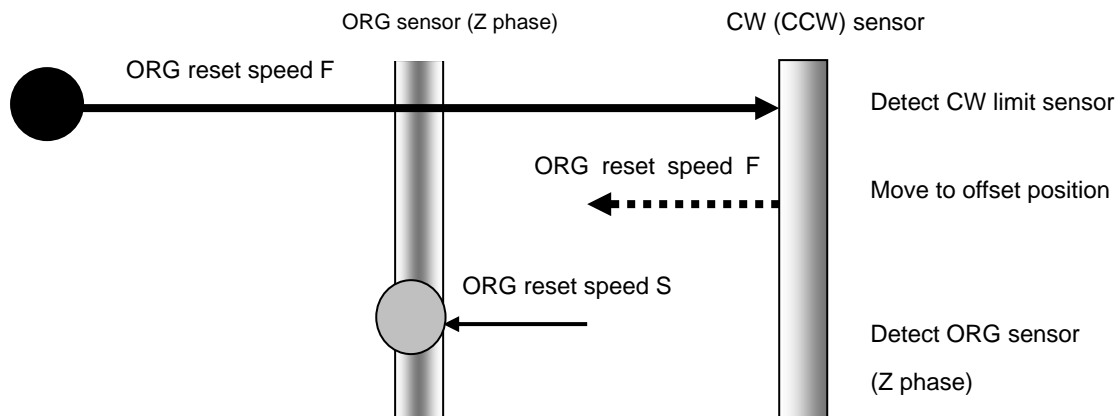 ORG sensor (Z phase)
CW (CCW) sensor
ORG reset speed F
Detect CW limit sensor
ORG reset speed F
Move to offset position
ORG reset speed S
Detect ORG sensor
(Z phase)